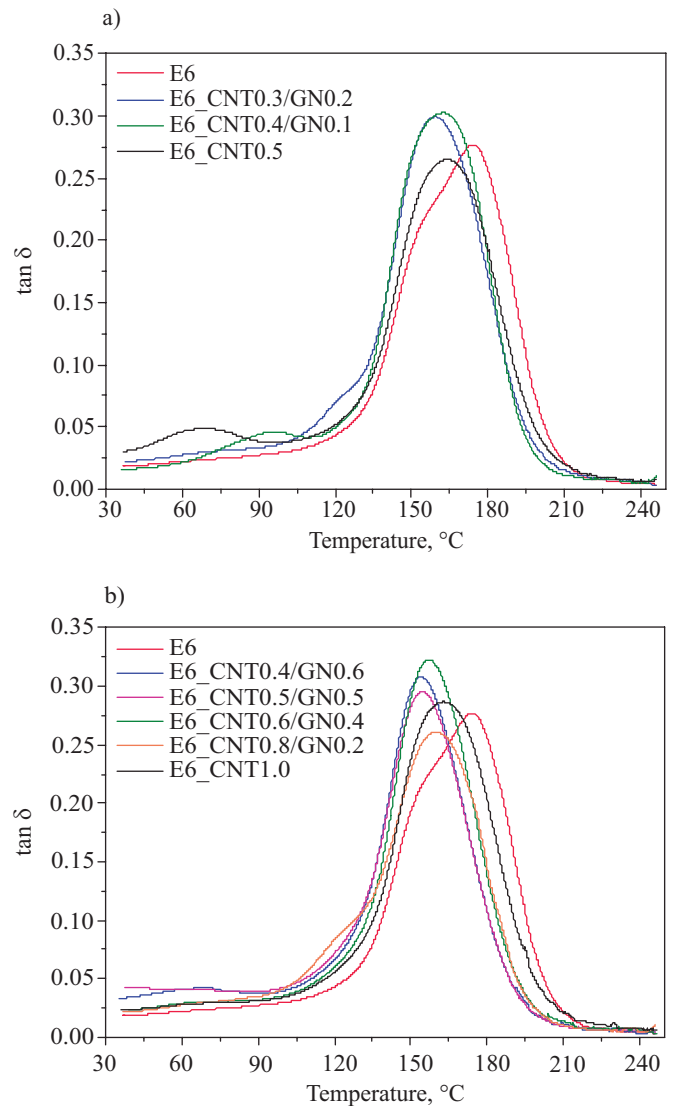 a)
0.35
0.30
0.25
0.20
0.15
0.10
0.05
0.00
tan δ
E6
E6_CNT0.3/GN0.2
E6_CNT0.4/GN0.1
E6_CNT0.5
30 60 90 120 150 180 210 240
Temperature, °C
b)
0.35
0.30
0.25
0.20
0.15
0.10
0.05
0.00
tan δ
E6
E6_CNT0.4/GN0.6
E6_CNT0.5/GN0.5
E6_CNT0.6/GN0.4
E6_CNT0.8/GN0.2
E6_CNT1.0
30 60 90 120 150 180 210 240
Temperature, °C